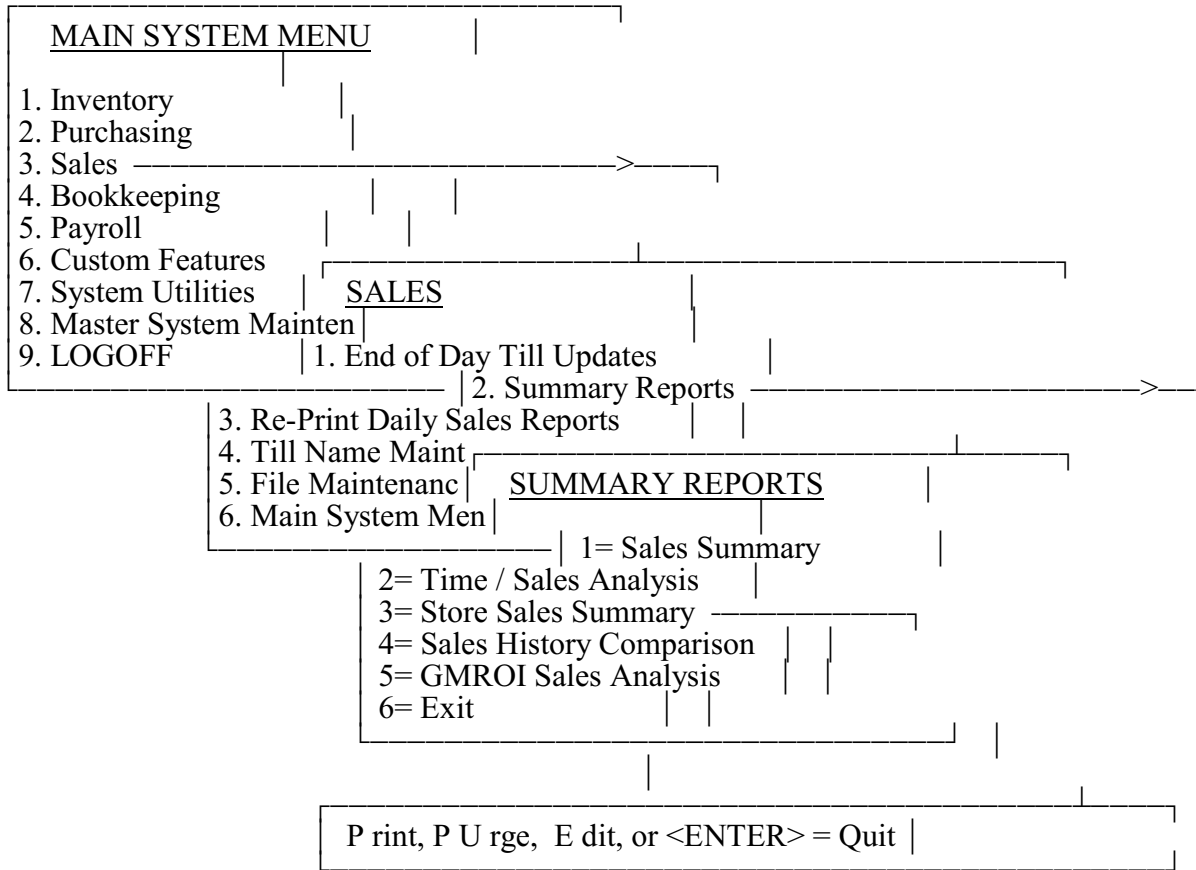 MAIN SYSTEM MENU
1. Inventory
2. Purchasing
3. Sales
4. Bookkeeping
5. Payroll
6. Custom Features
7. System Utilities
SALES
8. Master System Mainten
9. LOGOFF
1. End of Day Till Updates
2. Summary Reports
3. Re-Print Daily Sales Reports
4. Till Name Maint
5. File Maintenanc
SUMMARY REPORTS
6. Main System Men
1= Sales Summary
2= Time / Sales Analysis
3= Store Sales Summary
4= Sales History Comparison
5= GMROI Sales Analysis
6= Exit
P rint, P U rge, E dit, or <ENTER> = Quit